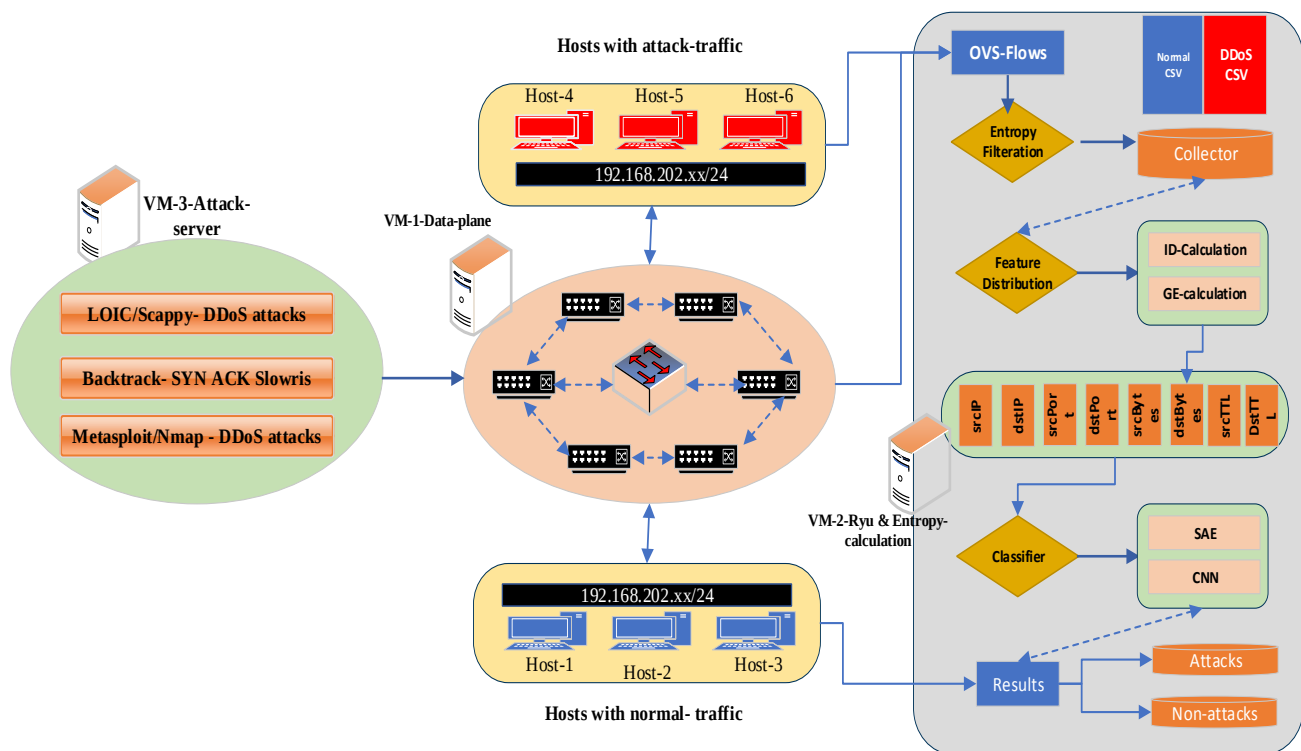 Hosts with attack-traffic
Host-4
Host-5
Host-6
192.168.202.xx/24
VM-3-Attack-
server
LOIC/Scappy- DDoS attacks
Backtrack- SYN ACK Slowris
Metasploit/Nmap - DDoS attacks
VM-1-Data-plane
192.168.202.xx/24
Host-1
Host-2
Host-3
Hosts with normal- traffic
VM-2-Ryu & Entropy-
calculation
OVS-Flows
Normal
CSV
DDoS
CSV
Entropy
Filteration
Collector
Feature
Distribution
ID-Calculation
GE-calculation
srcIP
dstIP
srcPor
t
dstPo
rt
srcByt
es
dstByt
es
srcTTL
DstTT
L
Classifier
SAE
CNN
Results
Attacks
Non-attacks